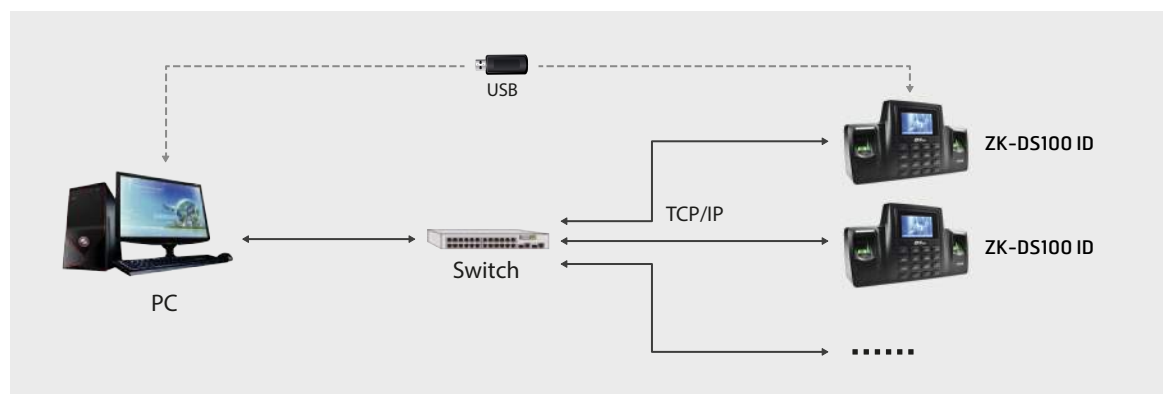 USB
ZK-DS100 ID
TCP/IP
ZK-DS100 ID
Switch
PC
......